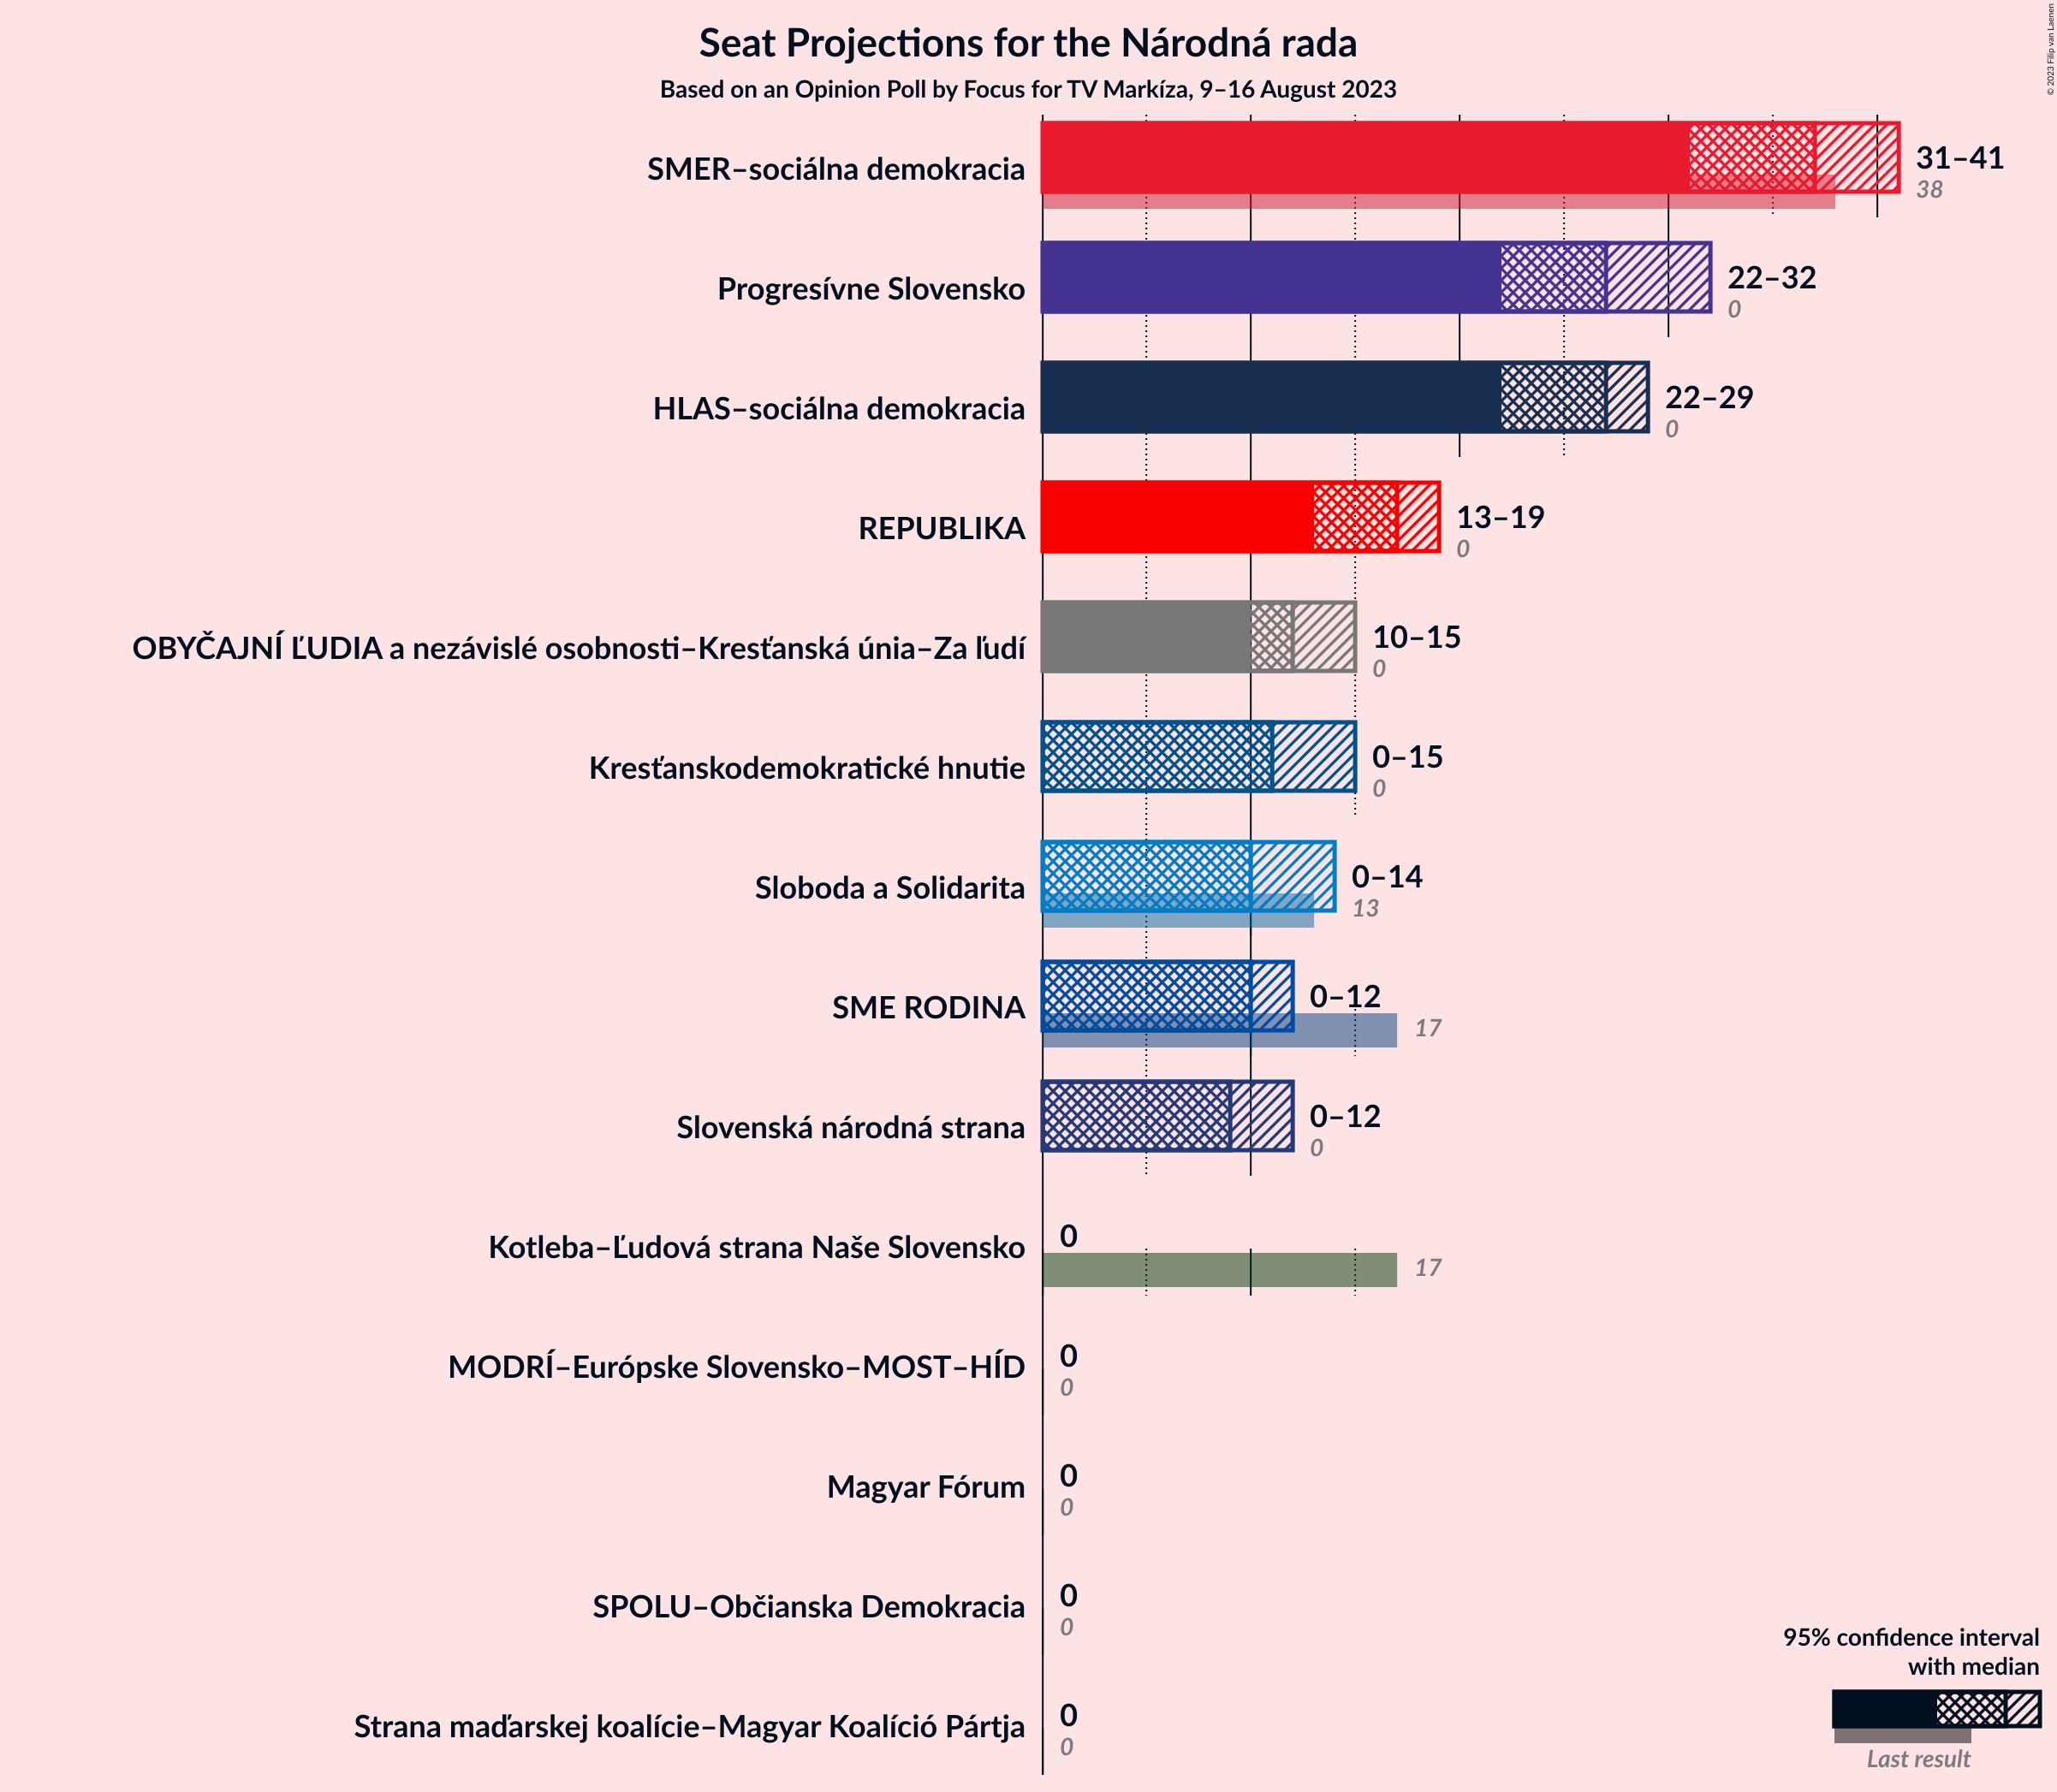 Seat Projections for the Národná rada
Based on an Opinion Poll by Focus for TV Markíza, 9–16 August 2023
© 2023 Filip van Laenen
SMER–sociálna demokracia
31–41
38
Progresívne Slovensko
22–32
0
HLAS–sociálna demokracia
22–29
0
REPUBLIKA
13–19
0
OBYČAJNÍ ĽUDIA a nezávislé osobnosti–Kresťanská únia–Za ľudí
10–15
0
Kresťanskodemokratické hnutie
0–15
0
Sloboda a Solidarita
0–14
13
SME RODINA
0–12
17
Slovenská národná strana
0–12
0
Kotleba–Ľudová strana Naše Slovensko
0
17
MODRÍ–Európske Slovensko–MOST–HÍD
0
0
Magyar Fórum
0
0
SPOLU–Občianska Demokracia
0
0
Strana maďarskej koalície–Magyar Koalíció Pártja
0
0
95% confidence interval
with median
Last result